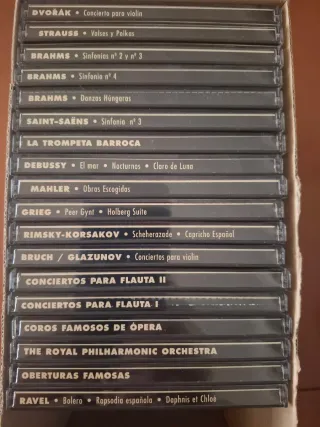 DVOŘÁK • Concierto para violín
STRAUSS • Valses y Polkas
BRAHMS • Sinfonías nº 2 y nº 3
BRAHMS • Sinfonía nº 4
BRAHMS • Danzas Húngaras
SAINT-SAËNS • Sinfonía nº 3
LA TROMPETA BARROCA
DEBUSSY • El mar • Nocturnos • Claro de Luna
MAHLER • Obras Escogidas
GRIEG • Peer Gynt • Holberg Suite
RIMSKY-KORSAKOV • Scheherazade • Capricho Español
BRUCH / GLAZUNOV • Conciertos para violín
CONCIERTOS PARA FLAUTA II
CONCIERTOS PARA FLAUTA I
COROS FAMOSOS DE ÓPERA
THE ROYAL PHILHARMONIC ORCHESTRA
OBERTURAS FAMOSAS
RAVEL • Bolero • Rapsodia española • Daphnis et Chloé